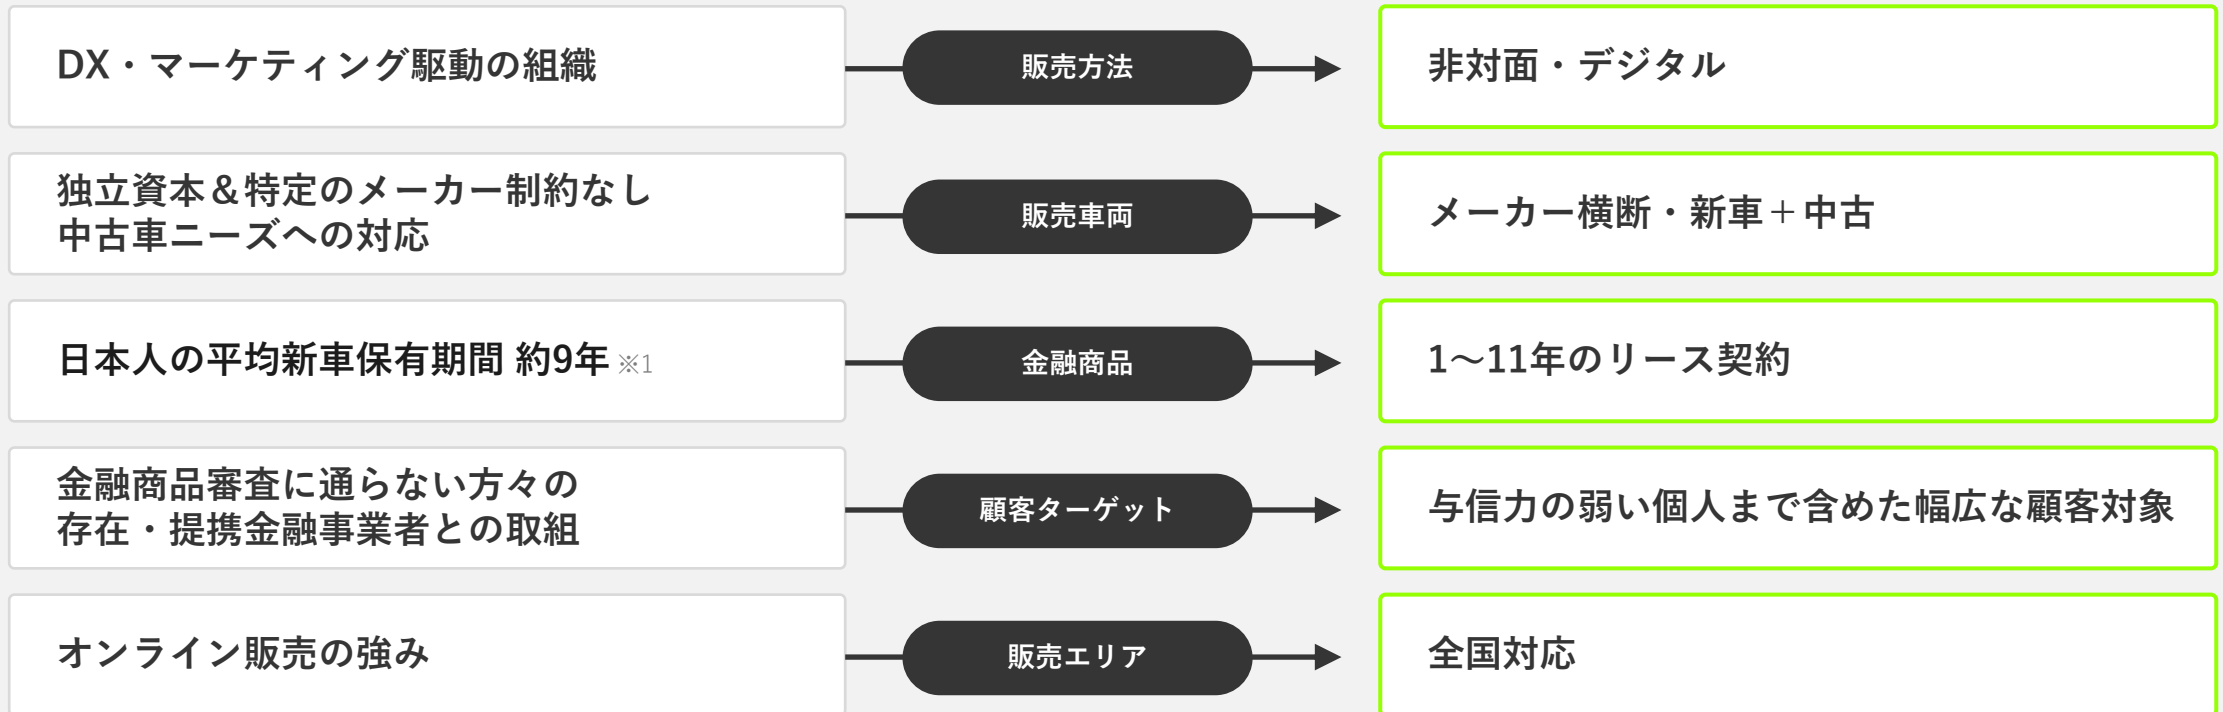 DX・マーケティング駆動の組織
販売方法
非対面・デジタル
独立資本＆特定のメーカー制約なし
中古車ニーズへの対応
販売車両
メーカー横断・新車＋中古
日本人の平均新車保有期間 約9年 ※1
金融商品
1〜11年のリース契約
金融商品審査に通らない方々の
存在・提携金融事業者との取組
顧客ターゲット
与信力の弱い個人まで含めた幅広な顧客対象
オンライン販売の強み
販売エリア
全国対応